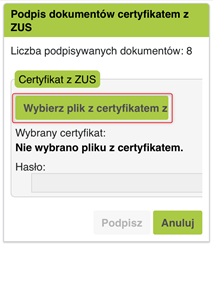 Podpis dokumentów certyfikatem z
ZUS
Liczba podpisywanych dokumentów: 8
Certyfikat z ZUS
Wybierz plik z certyfikatem z
Wybrany certyfikat:
Nie wybrano pliku z certyfikatem.
Hasło:
Podpisz Anuluj